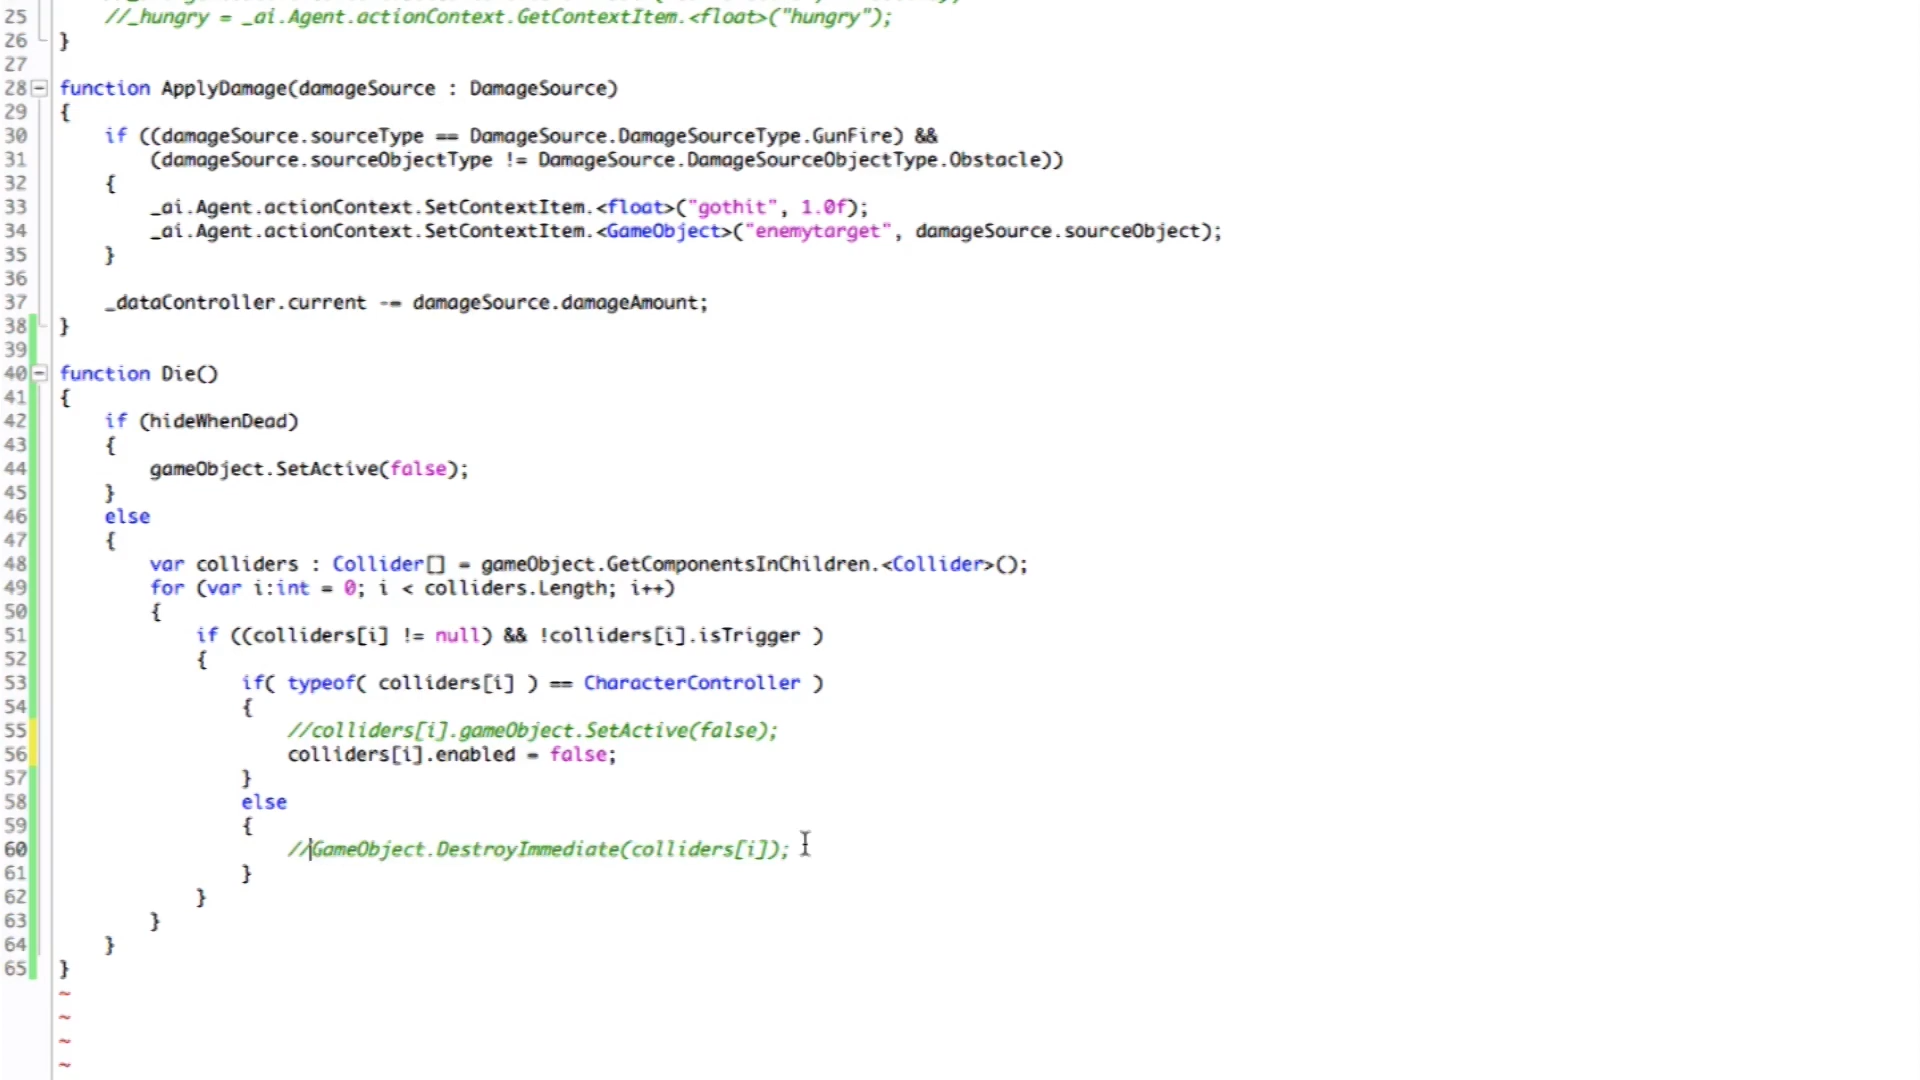 25 //_hungry = _ai.Agent.actionContext.GetContextItem.<float>("hungry");
26 }
27
28 function ApplyDamage(damageSource : DamageSource)
29 {
30 if ((damageSource.sourceType == DamageSource.DamageSourceType.GunFire) &&
31 (damageSource.sourceObjectType != DamageSource.DamageSourceObjectType.Obstacle))
32 {
33 _ai.Agent.actionContext.SetContextItem.<float>("gothit", 1.0f);
34 _ai.Agent.actionContext.SetContextItem.<GameObject>("enemytarget", damageSource.sourceObject);
35 }
36
37 _dataController.current -= damageSource.damageAmount;
38 }
39
40 function Die()
41 {
42 if (hideWhenDead)
43 {
44 gameObject.SetActive(false);
45 }
46 else
47 {
48 var colliders : Collider[] = gameObject.GetComponentsInChildren.<Collider>();
49 for (var i:int = 0; i < colliders.Length; i++)
50 {
51 if ((colliders[i] != null) && !colliders[i].isTrigger )
52 {
53 if( typeof( colliders[i] ) == CharacterController )
54 {
55 //colliders[i].gameObject.SetActive(false);
56 colliders[i].enabled = false;
57 }
58 else
59 {
60 //GameObject.DestroyImmediate(colliders[i]);
61 }
62 }
63 }
64 }
65 }
~
~
~
~